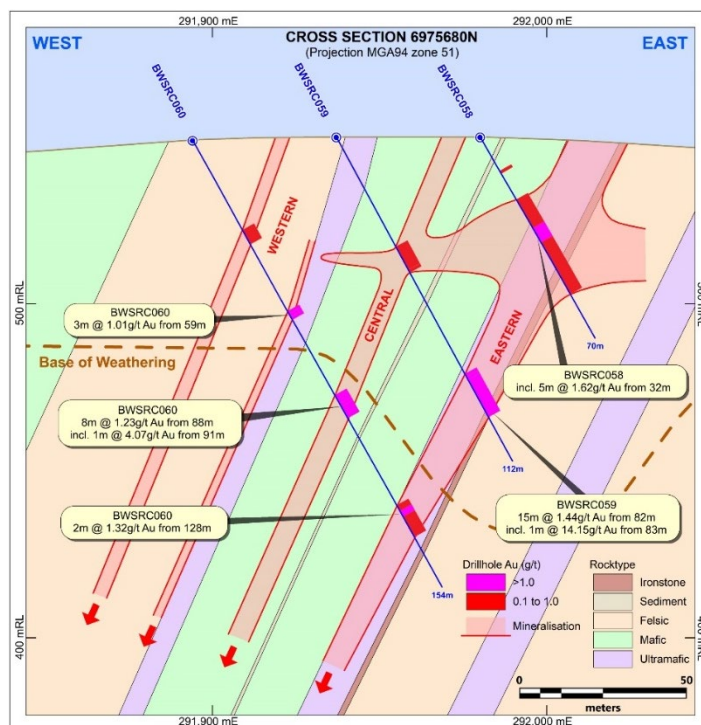 291,900 mE
292,000 mE
WEST
CROSS SECTION 6975680N
(Projection MGA94 zone 51)
EAST
BWSRC060
BWSRC059
BWSRC058
WESTERN
CENTRAL
EASTERN
500 mRL
BWSRC060
3m @ 1.01g/t Au from 59m
Base of Weathering
70m
BWSRC058
incl. 5m @ 1.62g/t Au from 32m
BWSRC060
8m @ 1.23g/t Au from 88m
incl. 1m @ 4.07g/t Au from 91m
112m
BWSRC060
2m @ 1.32g/t Au from 128m
BWSRC059
15m @ 1.44g/t Au from 82m
incl. 1m @ 14.15g/t Au from 83m
154m
Drillhole Au (g/t)
>1.0
0.1 to 1.0
Mineralisation
Rocktype
Ironstone
Sediment
Felsic
Mafic
Ultramafic
400 mRL
0
50
meters
291,900 mE
292,000 mE